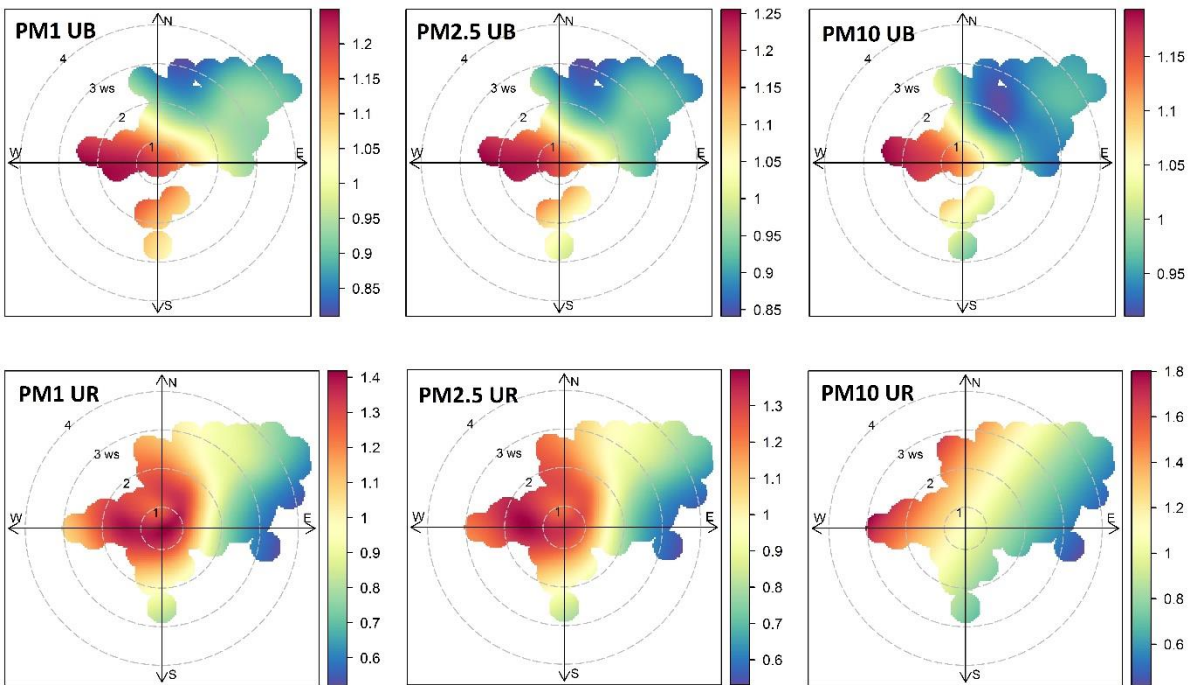 PM1 UB
N
4
3 ws
2
1
W
E
S
1.2
1.15
1.1
1.05
1
0.95
0.9
0.85
PM2.5 UB
N
4
3 ws
2
1
W
E
S
1.25
1.2
1.15
1.1
1.05
1
0.95
0.9
0.85
PM10 UB
N
4
3 ws
2
1
W
E
S
1.15
1.1
1.05
1
0.95
PM1 UR
N
4
3 ws
2
1
W
E
S
1.4
1.3
1.2
1.1
1
0.9
0.8
0.7
0.6
PM2.5 UR
N
4
3 ws
2
1
W
E
S
1.3
1.2
1.1
1
0.9
0.8
0.7
0.6
PM10 UR
N
4
3 ws
2
1
W
E
S
1.8
1.6
1.4
1.2
1
0.8
0.6